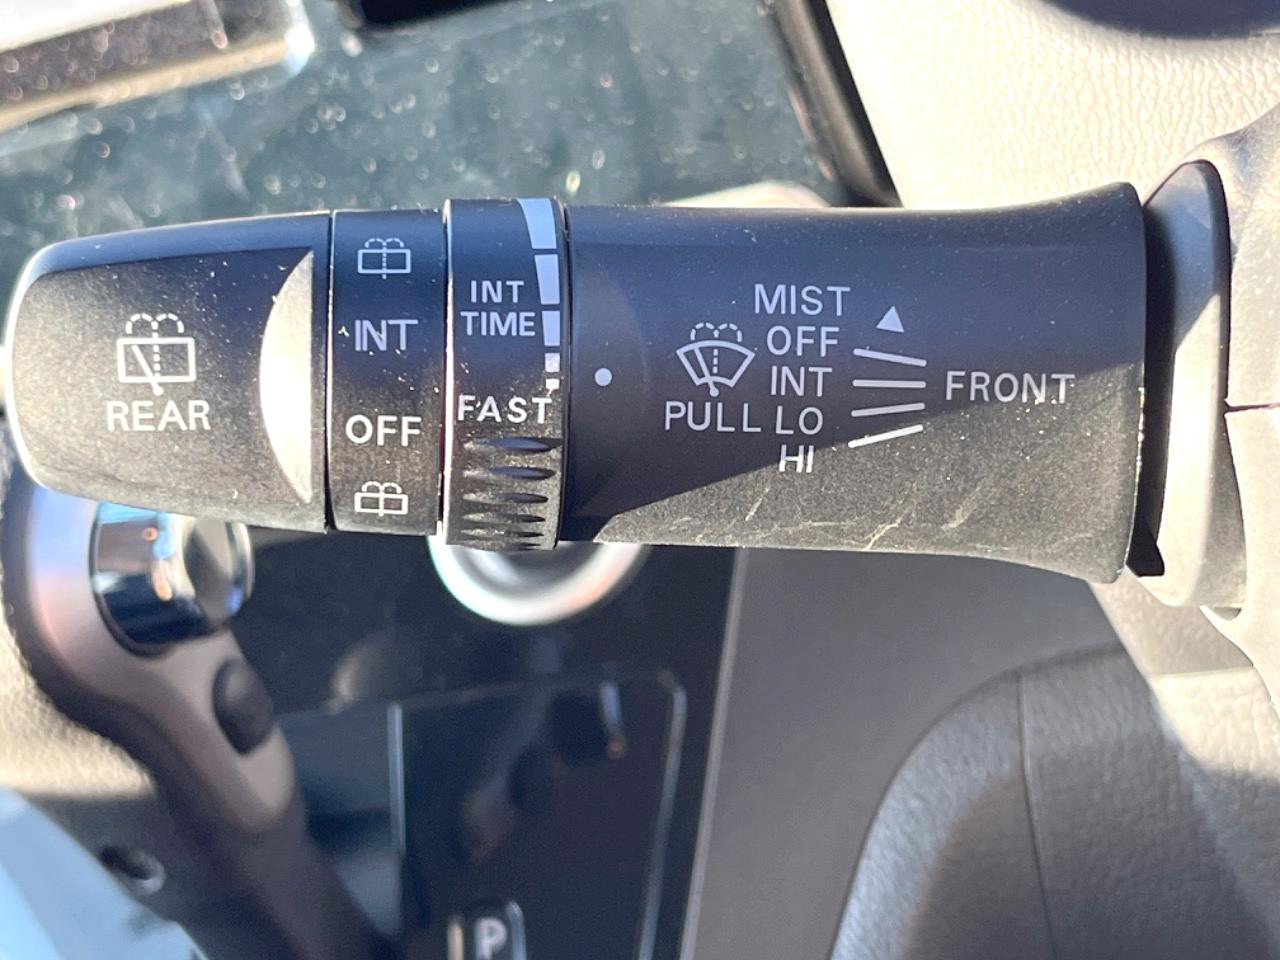 REAR
INT
OFF
INT
TIME
FAST
MIST
OFF
INT
PULL LO
HI
FRONT
P